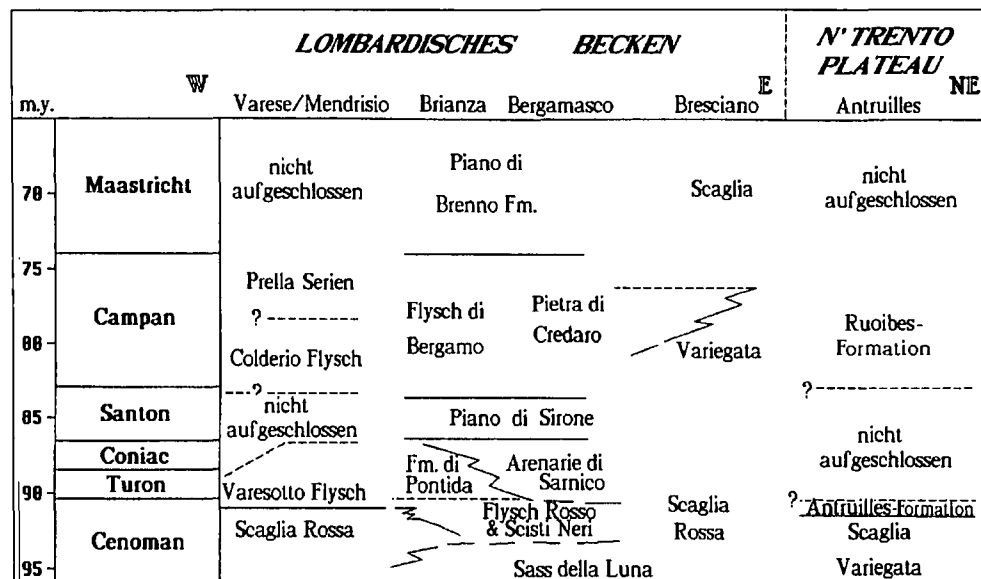 LOMBARDISCHES BECKEN
N' TRENTO
PLATEAU
W
E
NE
m.y. Varese/Mendrisio Brianza Bergamasco Bresciano Antruilles
Maastricht
nicht
aufgeschlossen
Piano di
Brenno Fm.
Scaglia
nicht
aufgeschlossen
70
75
Campan
Prella Serien
?
Colderio Flysch
?
Flysch di
Bergamo
Pietra di
Credaro
Variegata
Ruoibes-
Formation
?
80
85
Santon
nicht
aufgeschlossen
Piano di Sirone
Coniac
Turon
Varesotto Flysch
Fm. di
Pontida
Arenarie di
Sarnico
nicht
aufgeschlossen
?
90
Cenoman
Scaglia Rossa
Flysch Rosso
& Scisti Neri
Scaglia
Rossa
Antruilles-Formation
Scaglia
Variegata
Sass della Luna
95